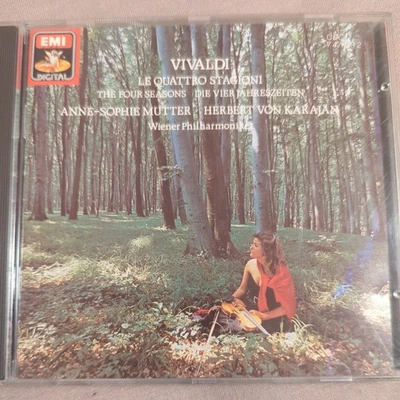 EMI
DIGITAL
VIVALDI
LE QUATTRO STAGIONI
THE FOUR SEASONS DIE VIER JAHRESZEITEN
ANNE-SOPHIE MUTTER HERBERT VON KARAJAN
Wiener Philharmoniker